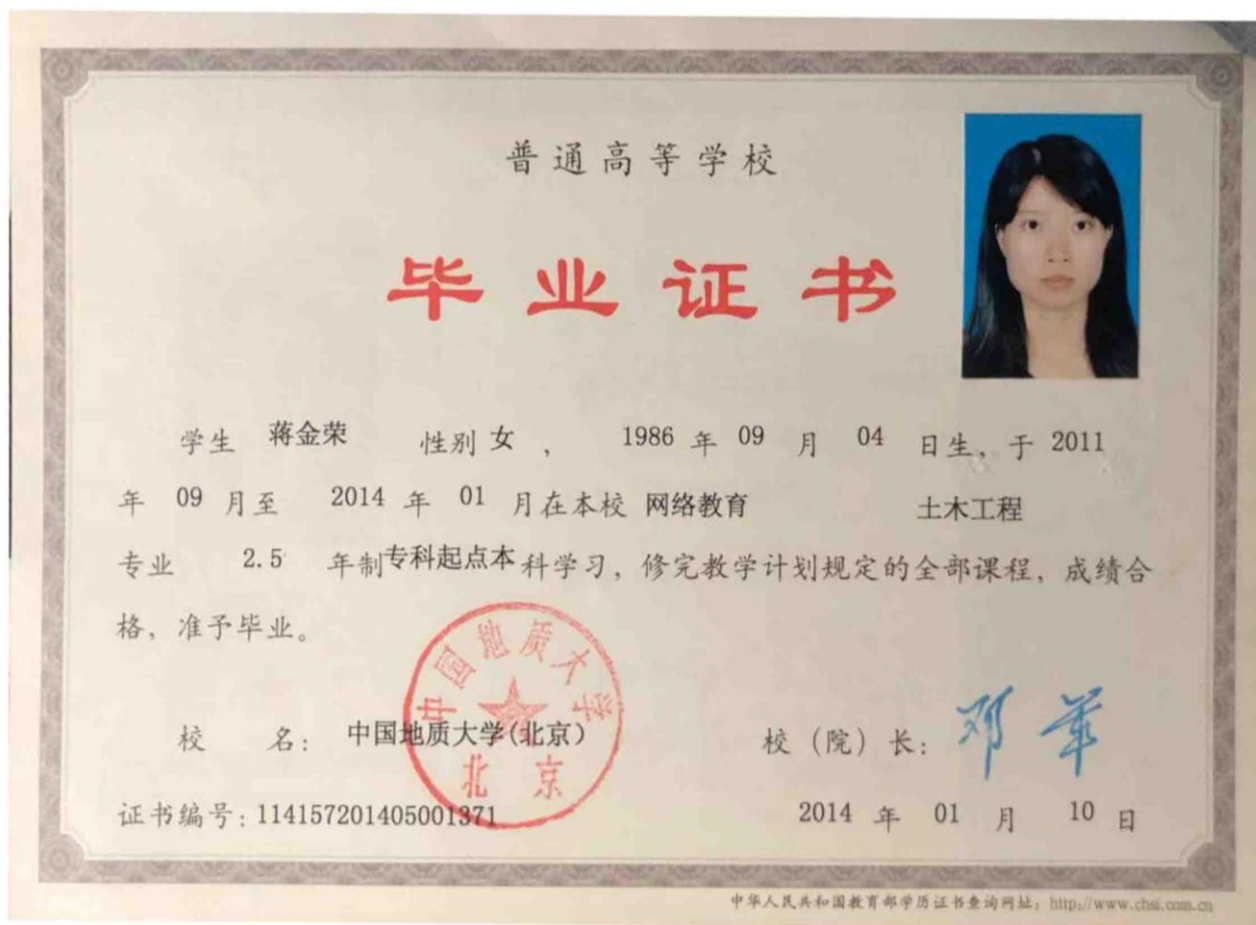 普通高等学校
毕业证书
学生 蒋金荣 性别 女 ， 1986 年 09 月 04 日生，于 2011
年 09 月至 2014 年 01 月在本校 网络教育 土木工程
专业 2.5 年制专科起点本科学习，修完教学计划规定的全部课程，成绩合
格，准予毕业。
中国地质大学
北京
校 名：中国地质大学(北京）
校（院）长：邓军
证书编号：114157201405001371
2014 年 01 月 10 日
中华人民共和国教育部学历证书查询网址：http://www.chsi.com.cn